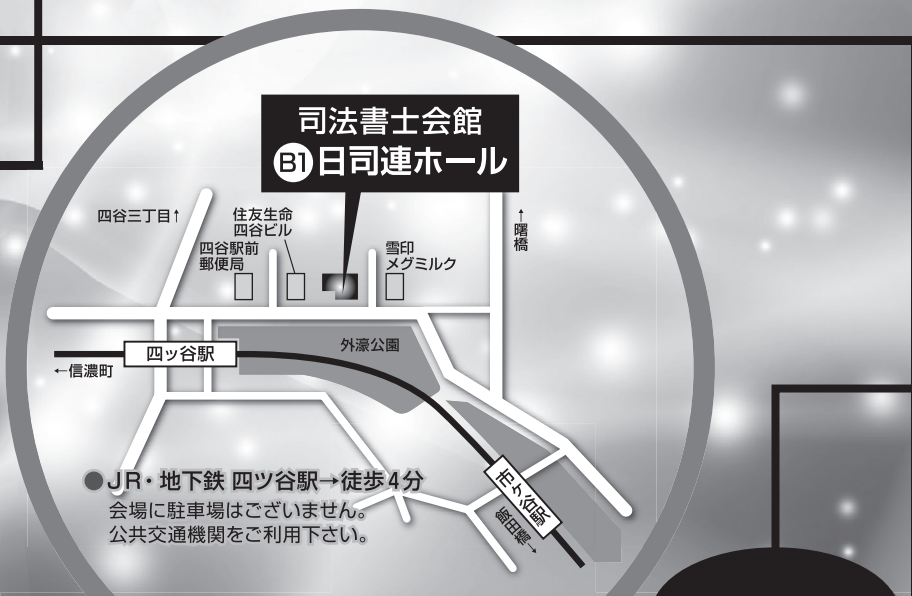 司法書士会館
B1日司連ホール
四谷三丁目↑
住友生命
四谷ビル
四谷駅前
郵便局
雪印
メグミルク
↑曙橋
外濠公園
四ッ谷駅
←信濃町
市ヶ谷駅
飯田橋→
●JR・地下鉄 四ツ谷駅→徒歩4分
会場に駐車場はございません。
公共交通機関をご利用下さい。